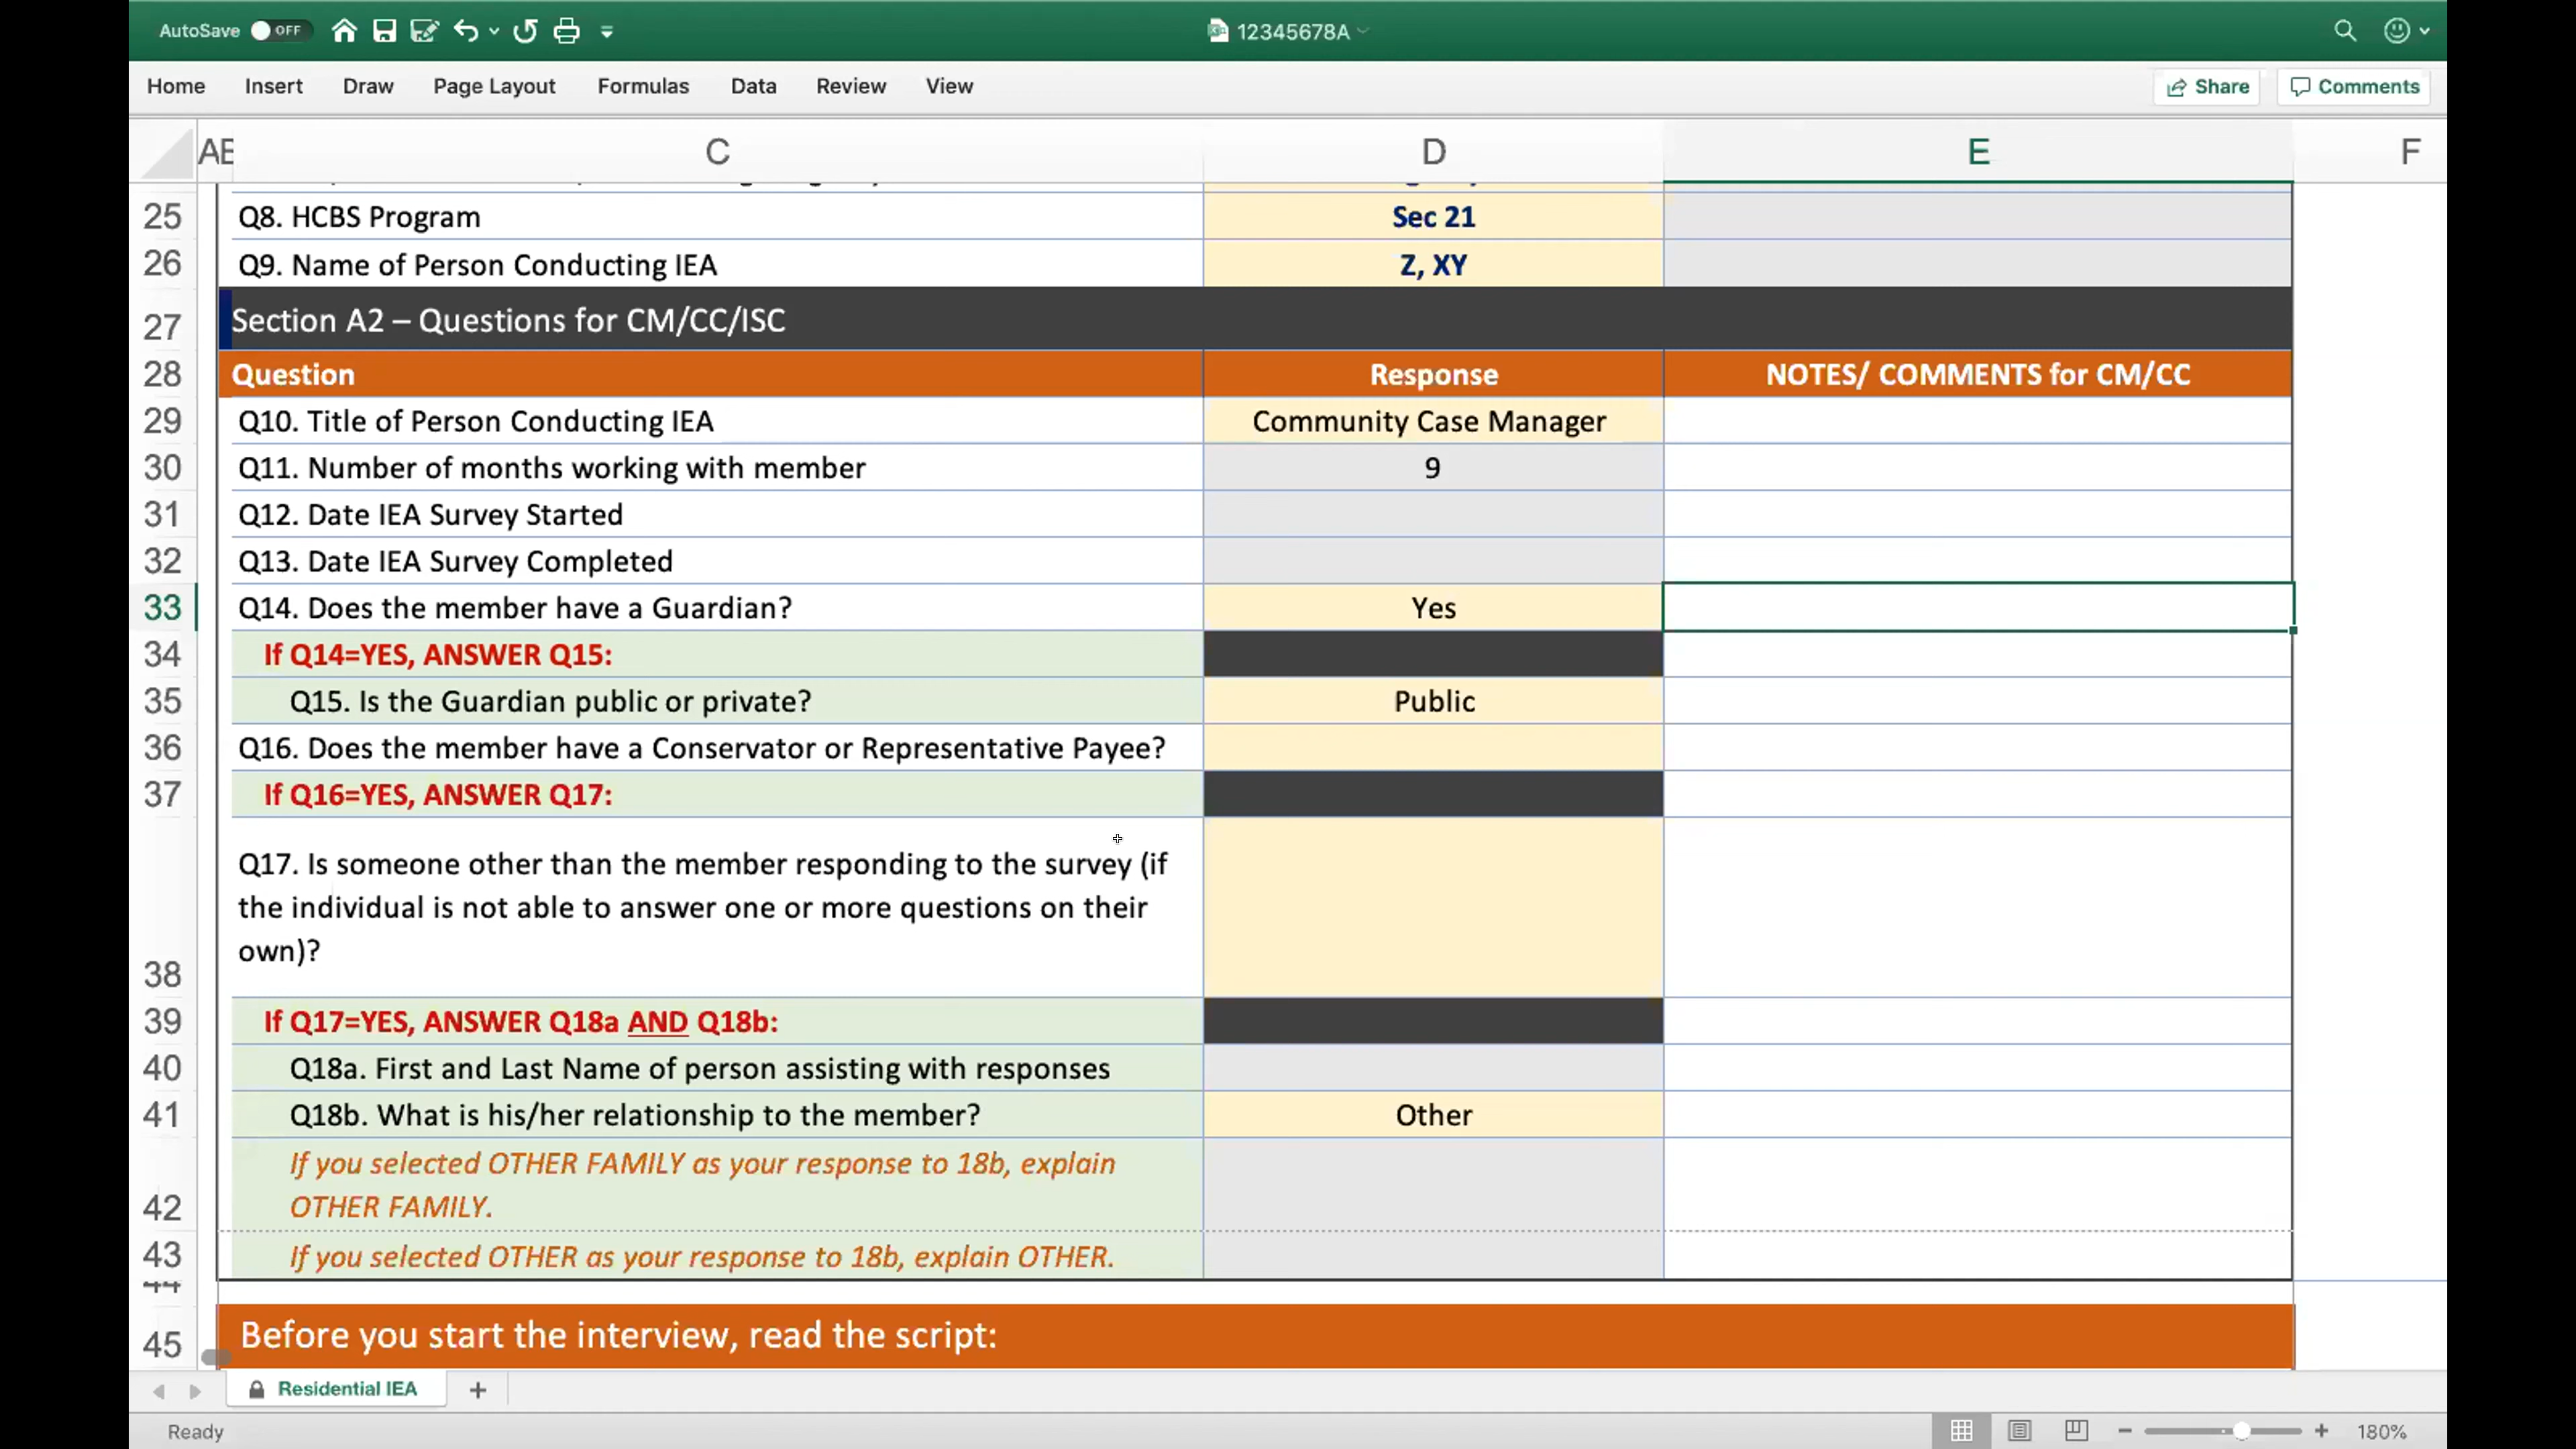 AutoSave OFF 12345678A
Home Insert Draw Page Layout Formulas Data Review View Share Comments
A B C D E F
25 Q8. HCBS Program Sec 21
26 Q9. Name of Person Conducting IEA Z, XY
27 Section A2 – Questions for CM/CC/ISC
28 Question Response NOTES/ COMMENTS for CM/CC
29 Q10. Title of Person Conducting IEA Community Case Manager
30 Q11. Number of months working with member 9
31 Q12. Date IEA Survey Started
32 Q13. Date IEA Survey Completed
33 Q14. Does the member have a Guardian? Yes
34 If Q14=YES, ANSWER Q15:
35 Q15. Is the Guardian public or private? Public
36 Q16. Does the member have a Conservator or Representative Payee?
37 If Q16=YES, ANSWER Q17:
Q17. Is someone other than the member responding to the survey (if
the individual is not able to answer one or more questions on their
own)?
38
39 If Q17=YES, ANSWER Q18a AND Q18b:
40 Q18a. First and Last Name of person assisting with responses
41 Q18b. What is his/her relationship to the member? Other
If you selected OTHER FAMILY as your response to 18b, explain
42 OTHER FAMILY.
43 If you selected OTHER as your response to 18b, explain OTHER.
44
45 Before you start the interview, read the script:
Residential IEA
Ready 180%